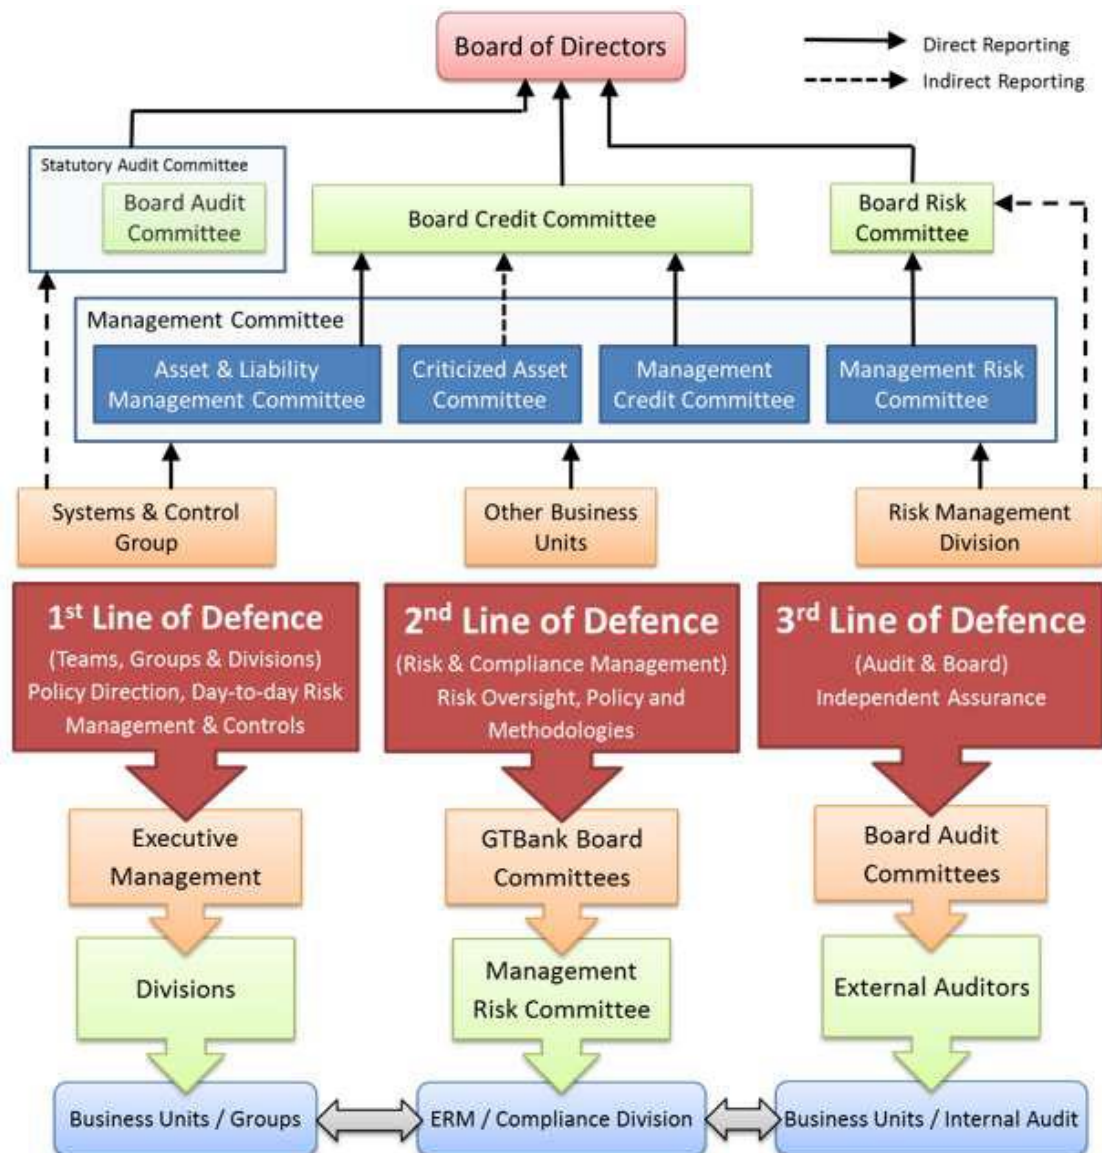 Board of Directors
Direct Reporting
Indirect Reporting
Statutory Audit Committee
Board Audit
Committee
Board Credit Committee
Board Risk
Committee
Management Committee
Asset & Liability
Management Committee
Criticized Asset
Committee
Management
Credit Committee
Management Risk
Committee
Systems & Control
Group
Other Business
Units
Risk Management
Division
1st Line of Defence
(Teams, Groups & Divisions)
Policy Direction, Day-to-day Risk
Management & Controls
2nd Line of Defence
(Risk & Compliance Management)
Risk Oversight, Policy and
Methodologies
3rd Line of Defence
(Audit & Board)
Independent Assurance
Executive
Management
GTBank Board
Committees
Board Audit
Committees
Divisions
Management
Risk Committee
External Auditors
Business Units / Groups
ERM / Compliance Division
Business Units / Internal Audit